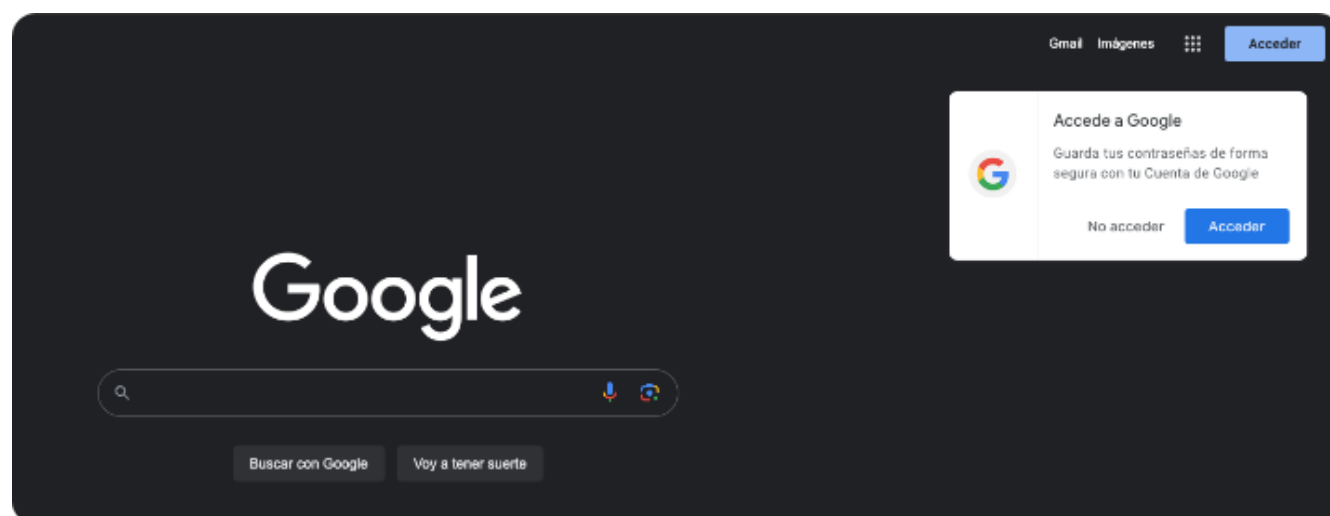 Gmail Imágenes Acceder
Accede a Google
Guarda tus contraseñas de forma
segura con tu Cuenta de Google
No acceder Acceder
Google
Buscar con Google Voy a tener suerte